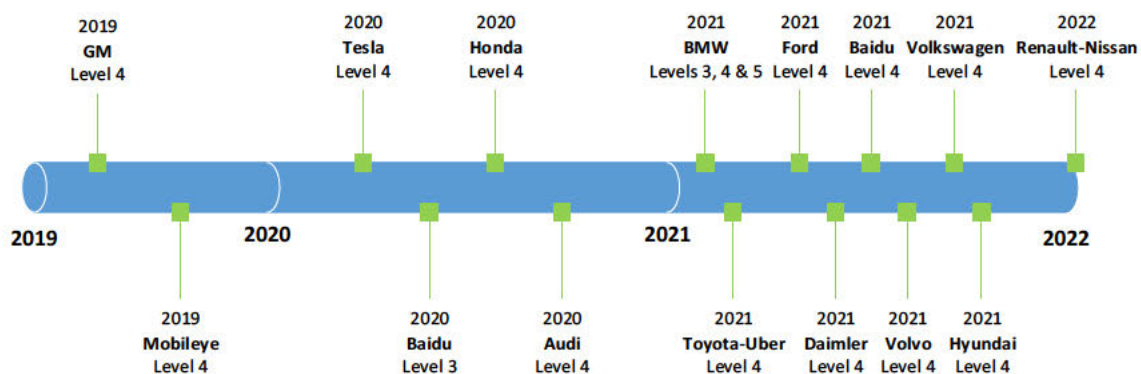 2019
GM
Level 4
2020
Tesla
Level 4
2020
Honda
Level 4
2021
BMW
Levels 3, 4 & 5
2021
Ford
Level 4
2021
Baidu
Level 4
2021
Volkswagen
Level 4
2022
Renault-Nissan
Level 4
2019
2020
2021
2022
2019
Mobileye
Level 4
2020
Baidu
Level 3
2020
Audi
Level 4
2021
Toyota-Uber
Level 4
2021
Daimler
Level 4
2021
Volvo
Level 4
2021
Hyundai
Level 4